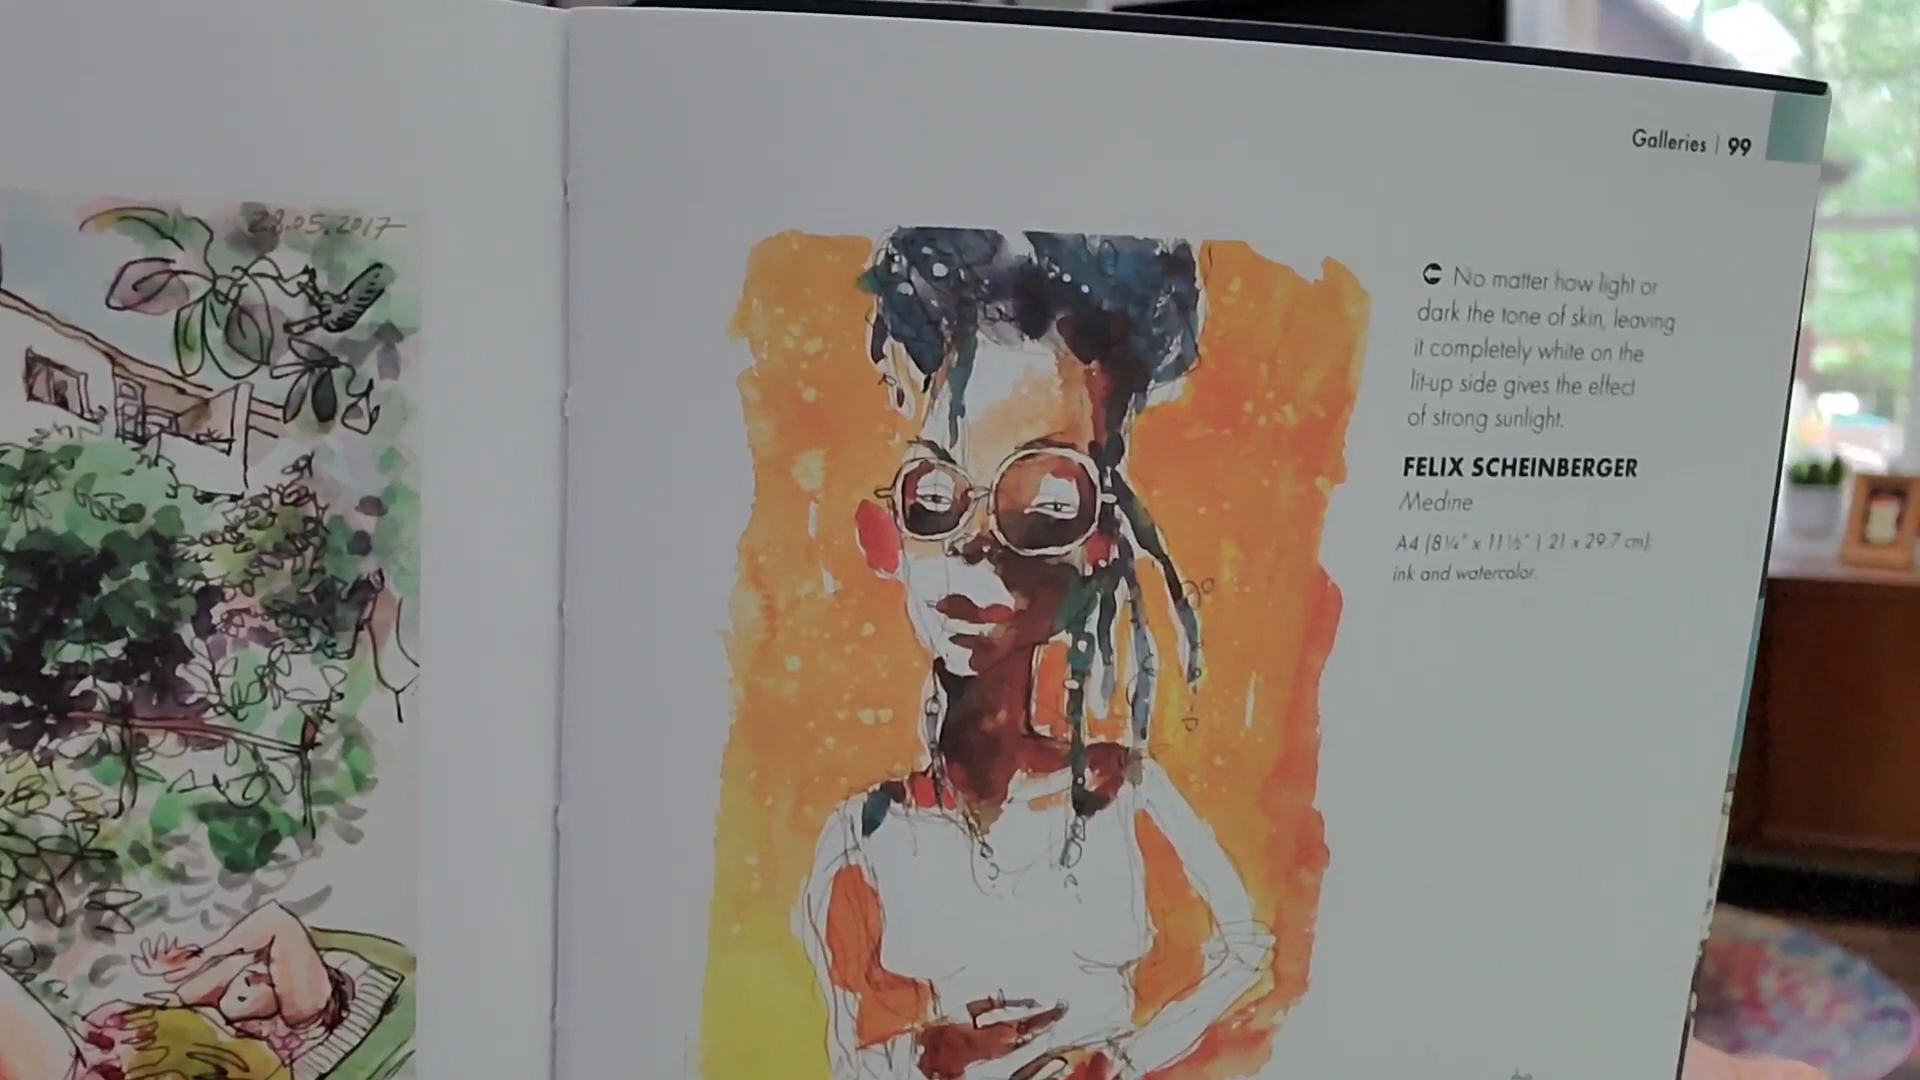 28.05.2017
Galleries | 99
No matter how light or
dark the tone of skin, leaving
it completely white on the
lit-up side gives the effect
of strong sunlight.
FELIX SCHEINBERGER
Medine
A4 (8¼" x 11½" | 21 x 29.7 cm);
ink and watercolor.